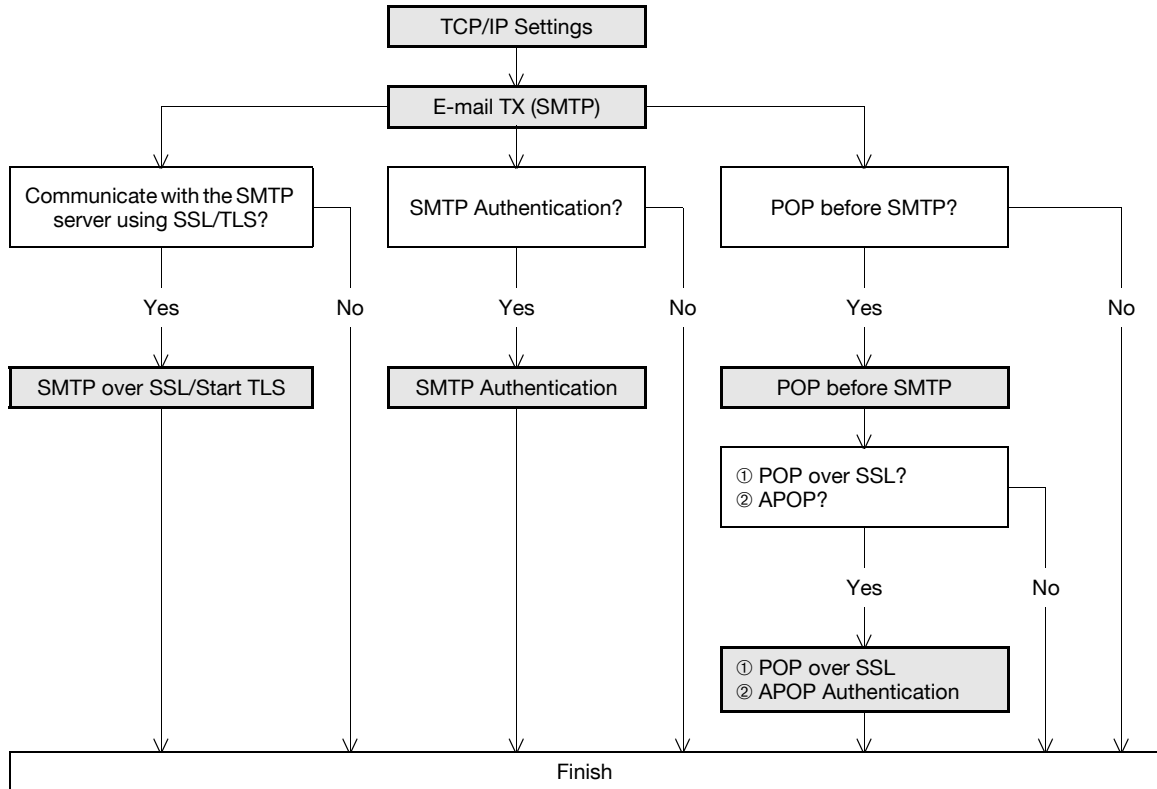 TCP/IP Settings
E-mail TX (SMTP)
Communicate with the SMTP
server using SSL/TLS?
SMTP Authentication?
POP before SMTP?
Yes
No
Yes
No
Yes
No
SMTP over SSL/Start TLS
SMTP Authentication
POP before SMTP
① POP over SSL?
② APOP?
Yes
No
① POP over SSL
② APOP Authentication
Finish